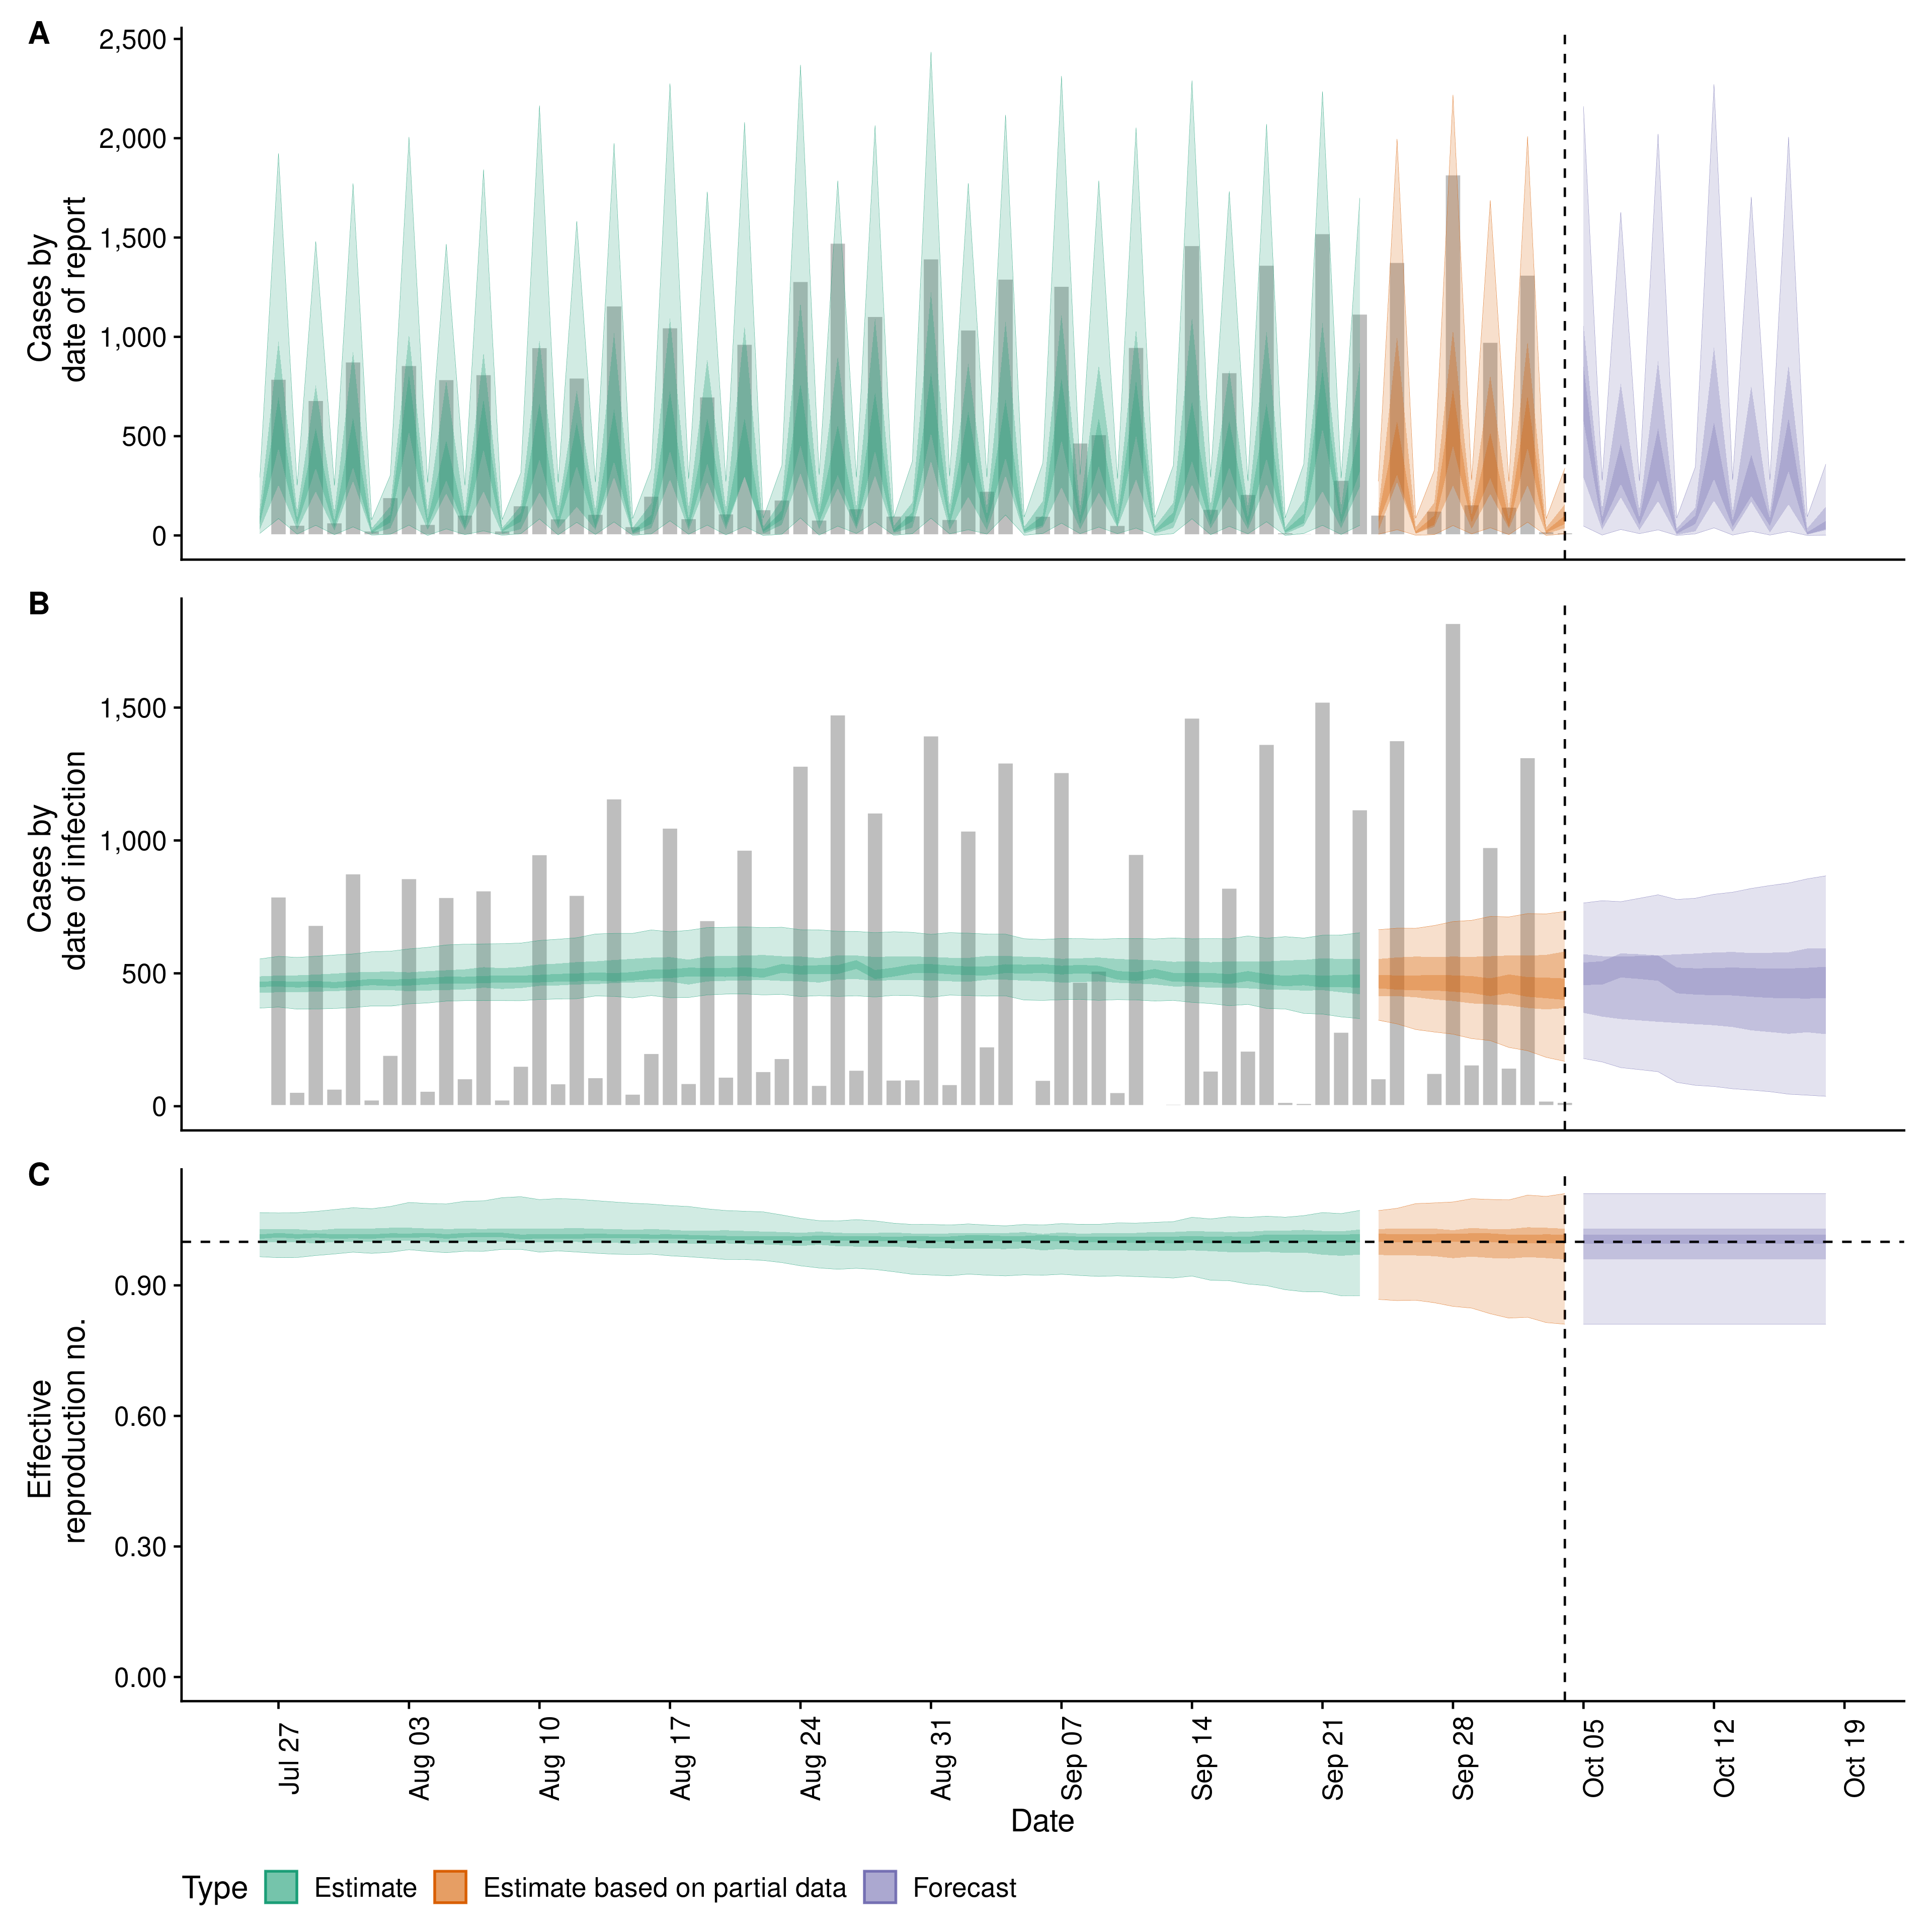 A
Cases by
date of report
2,500
2,000
1,500
1,000
500
0
B
Cases by
date of infection
1,500
1,000
500
0
C
Effective
reproduction no.
0.90
0.60
0.30
0.00
Jul 27
Aug 03
Aug 10
Aug 17
Aug 24
Aug 31
Sep 07
Sep 14
Sep 21
Sep 28
Oct 05
Oct 12
Oct 19
Date
Type Estimate Estimate based on partial data Forecast